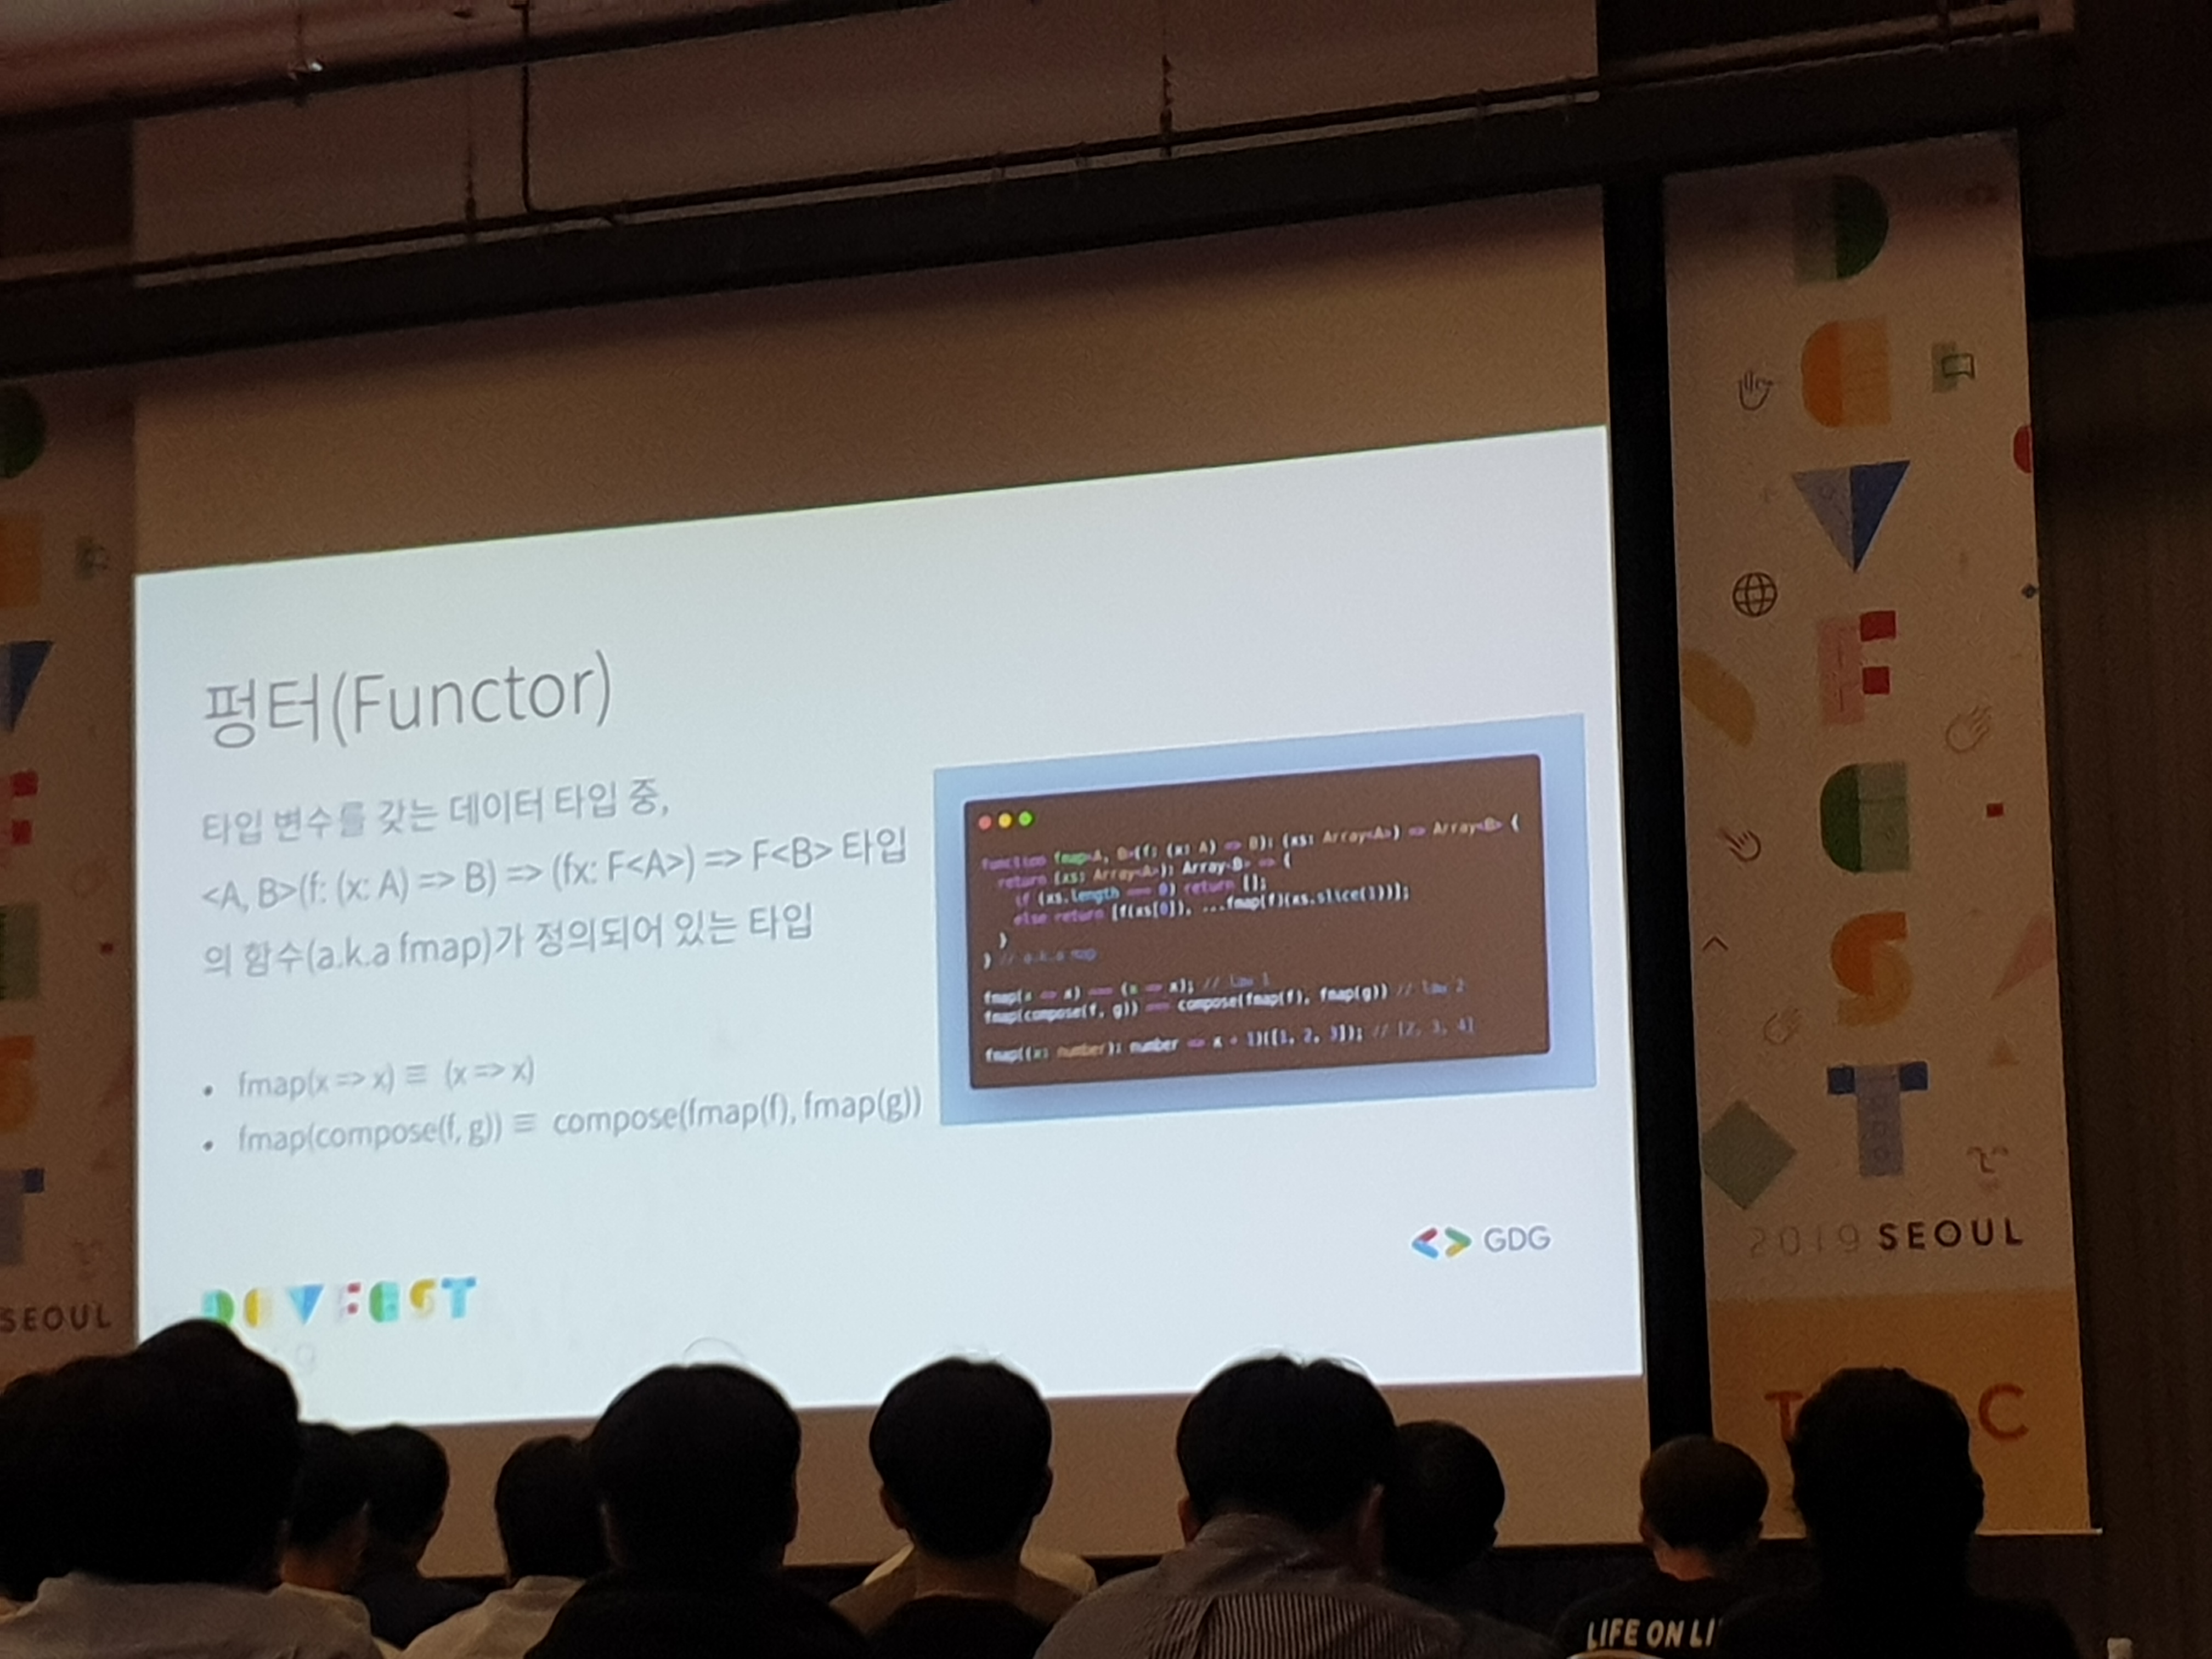 펑터(Functor)
타입 변수를 갖는 데이터 타입 중,
<A, B>(f: (x: A) => B) => (fx: F<A>) => F<B> 타입
의 함수(a.k.a fmap)가 정의되어 있는 타입
• fmap(x => x) ≡ (x => x)
• fmap(compose(f, g)) ≡ compose(fmap(f), fmap(g))
function fmap<A, B>(f: (x: A) => B): (xs: Array<A>) => Array<B> {
return (xs: Array<A>): Array<B> => {
if (xs.length === 0) return [];
else return [f(xs[0]), ...fmap(f)(xs.slice(1))];
}
} // a.k.a map
fmap(x => x) === (x => x); // law 1
fmap(compose(f, g)) === compose(fmap(f), fmap(g)) // law 2
fmap((x: number): number => x + 1)([1, 2, 3]); // [2, 3, 4]
GDG
DEVFEST
SEOUL
DEVFEST
2019 SEOUL
LIFE ON LI